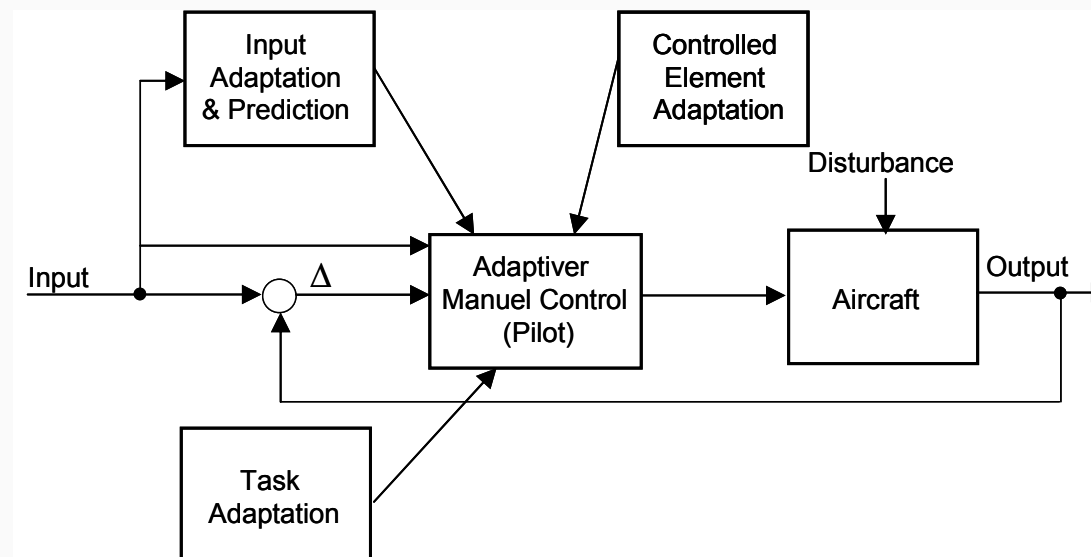 Input
Adaptation
& Prediction
Controlled
Element
Adaptation
Disturbance
Input
Δ
Adaptiver
Manuel Control
(Pilot)
Aircraft
Output
Task
Adaptation